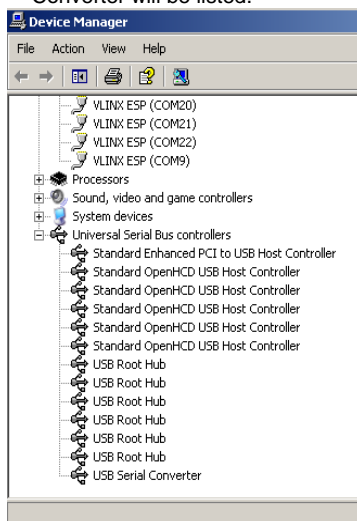 Converter will be listed.
Device Manager
File Action View Help
VLINX ESP (COM20)
VLINX ESP (COM21)
VLINX ESP (COM22)
VLINX ESP (COM9)
Processors
Sound, video and game controllers
System devices
Universal Serial Bus controllers
Standard Enhanced PCI to USB Host Controller
Standard OpenHCD USB Host Controller
Standard OpenHCD USB Host Controller
Standard OpenHCD USB Host Controller
Standard OpenHCD USB Host Controller
Standard OpenHCD USB Host Controller
USB Root Hub
USB Root Hub
USB Root Hub
USB Root Hub
USB Root Hub
USB Root Hub
USB Serial Converter